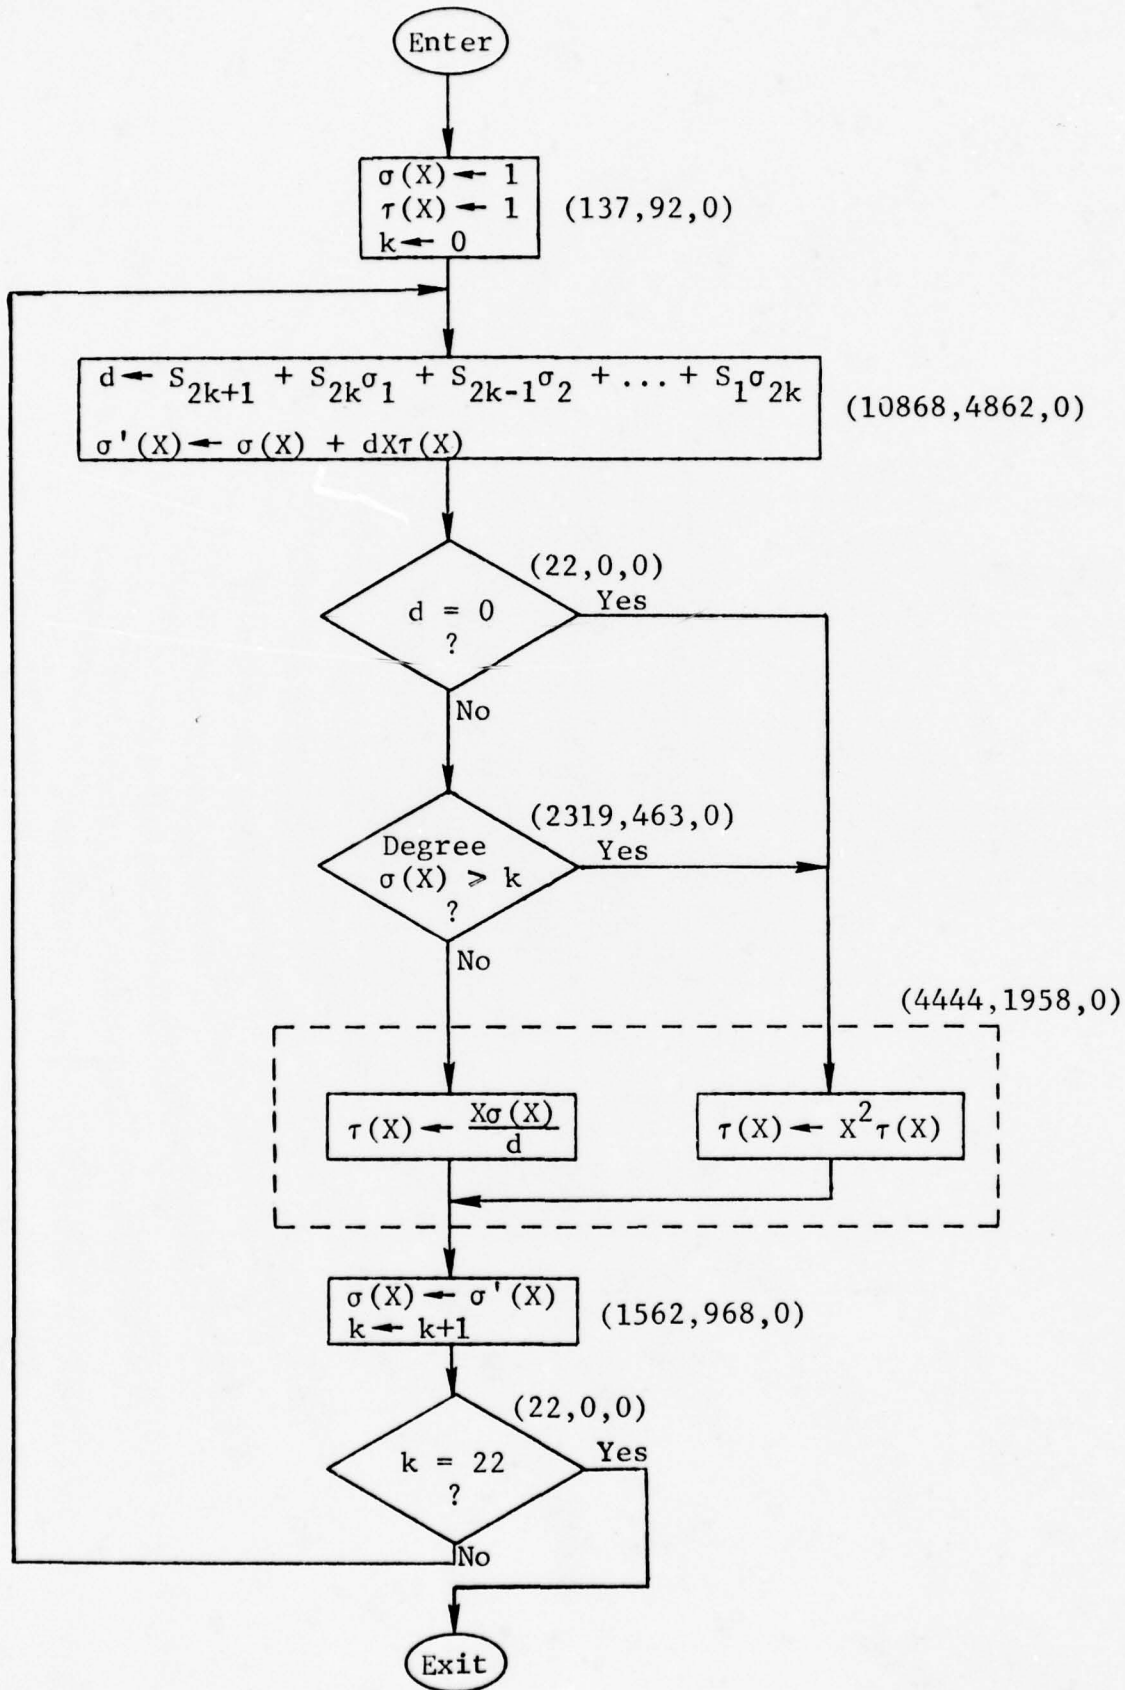 Enter
σ(X) ← 1
τ(X) ← 1
k ← 0
(137,92,0)
d ← S₂ₖ₊₁ + S₂ₖσ₁ + S₂ₖ₋₁σ₂ + ... + S₁σ₂ₖ
σ'(X) ← σ(X) + dXτ(X)
(10868,4862,0)
(22,0,0)
d = 0
?
Yes
No
(2319,463,0)
Degree
σ(X) > k
?
Yes
No
(4444,1958,0)
τ(X) ← Xσ(X)/d
τ(X) ← X²τ(X)
σ(X) ← σ'(X)
k ← k+1
(1562,968,0)
(22,0,0)
k = 22
?
Yes
No
Exit